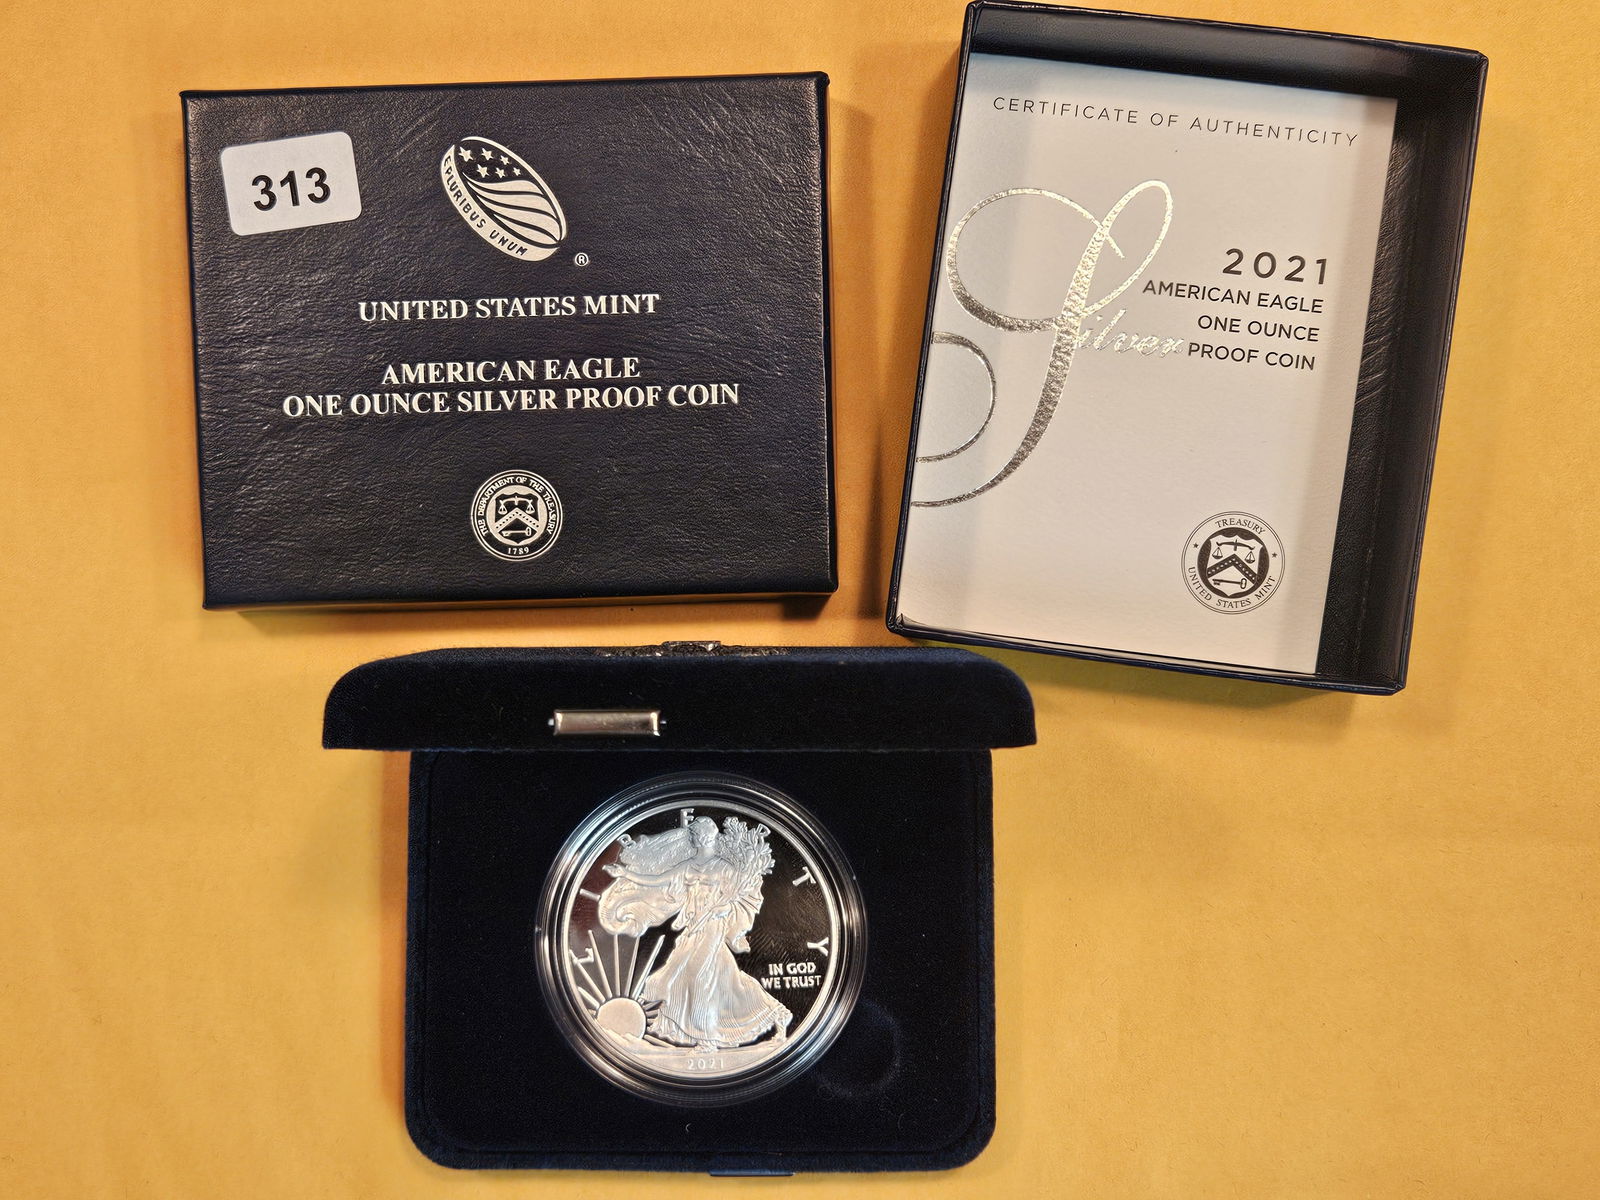 313
E PLURIBUS UNUM
®
UNITED STATES MINT
AMERICAN EAGLE
ONE OUNCE SILVER PROOF COIN
THE DEPARTMENT OF THE TREASURY
1789
CERTIFICATE OF AUTHENTICITY
Silver
2021
AMERICAN EAGLE
ONE OUNCE
PROOF COIN
TREASURY
UNITED STATES MINT
LIBERTY
IN GOD
WE TRUST
2021